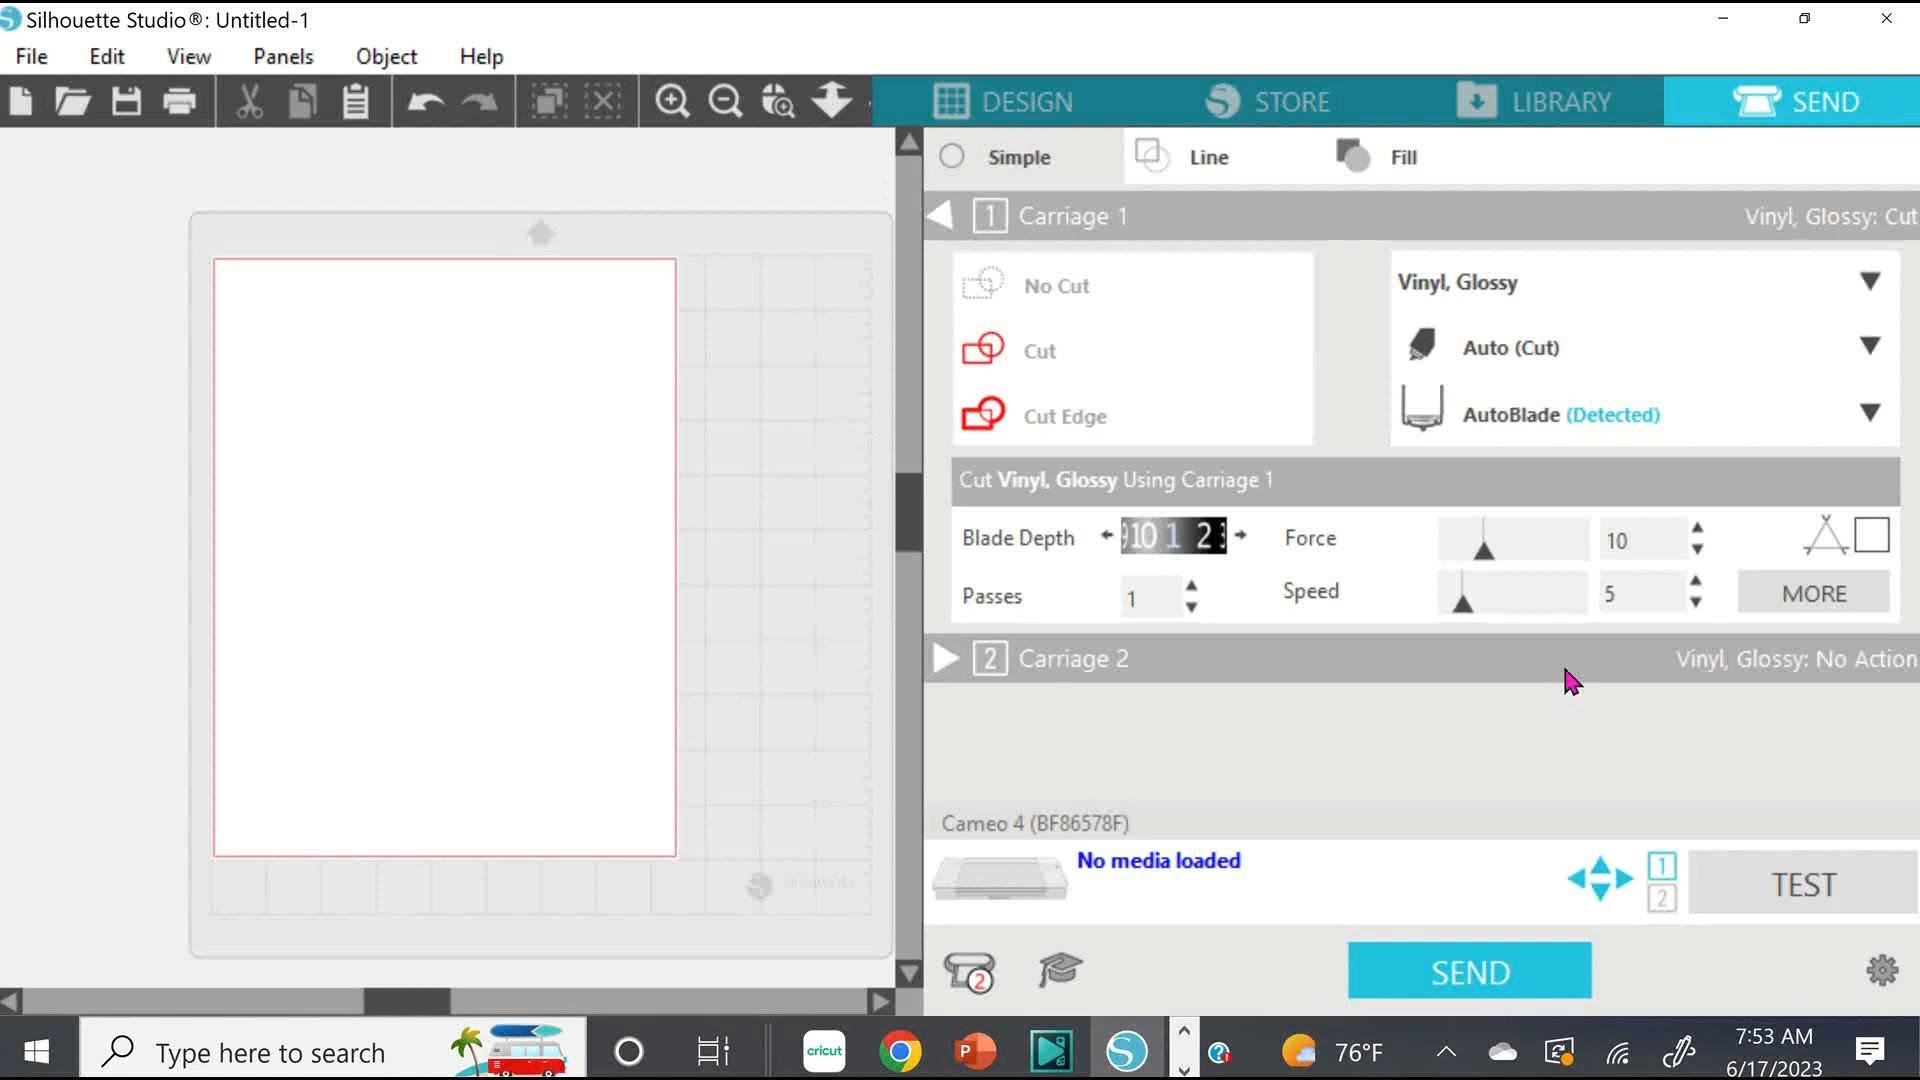 Silhouette Studio®: Untitled-1
File Edit View Panels Object Help
DESIGN STORE LIBRARY SEND
Simple Line Fill
1 Carriage 1 Vinyl, Glossy: Cut
No Cut
Cut
Cut Edge
Vinyl, Glossy
Auto (Cut)
AutoBlade (Detected)
Cut Vinyl, Glossy Using Carriage 1
Blade Depth 10 1 2 Force 10
Passes 1 Speed 5 MORE
2 Carriage 2 Vinyl, Glossy: No Action
Cameo 4 (BF86578F)
No media loaded
1
2
TEST
2
SEND
Type here to search
cricut
P
76°F
7:53 AM
6/17/2023